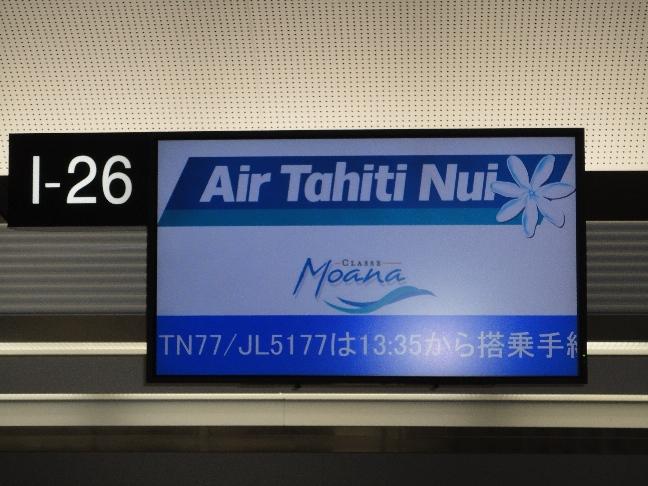 I-26
Air Tahiti Nui
CLASSE
Moana
TN77/JL5177は13:35から搭乗手